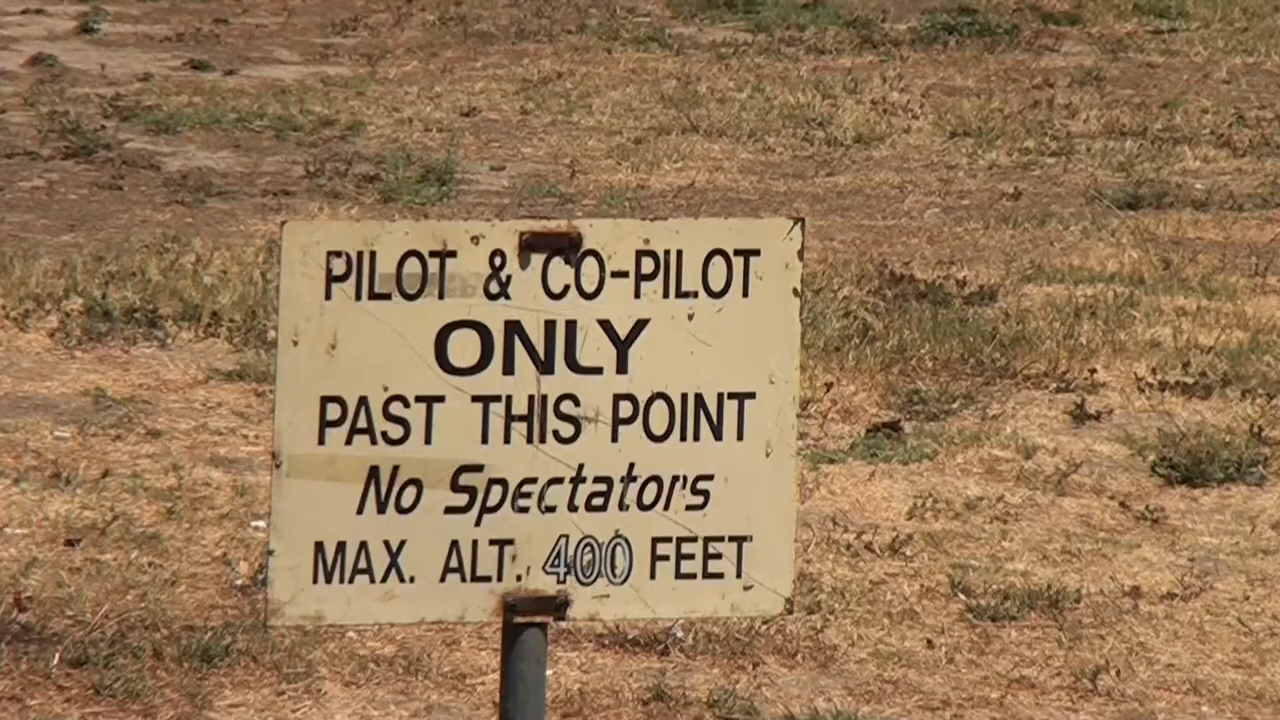 PILOT & CO-PILOT
ONLY
PAST THIS POINT
No Spectators
MAX. ALT. 400 FEET